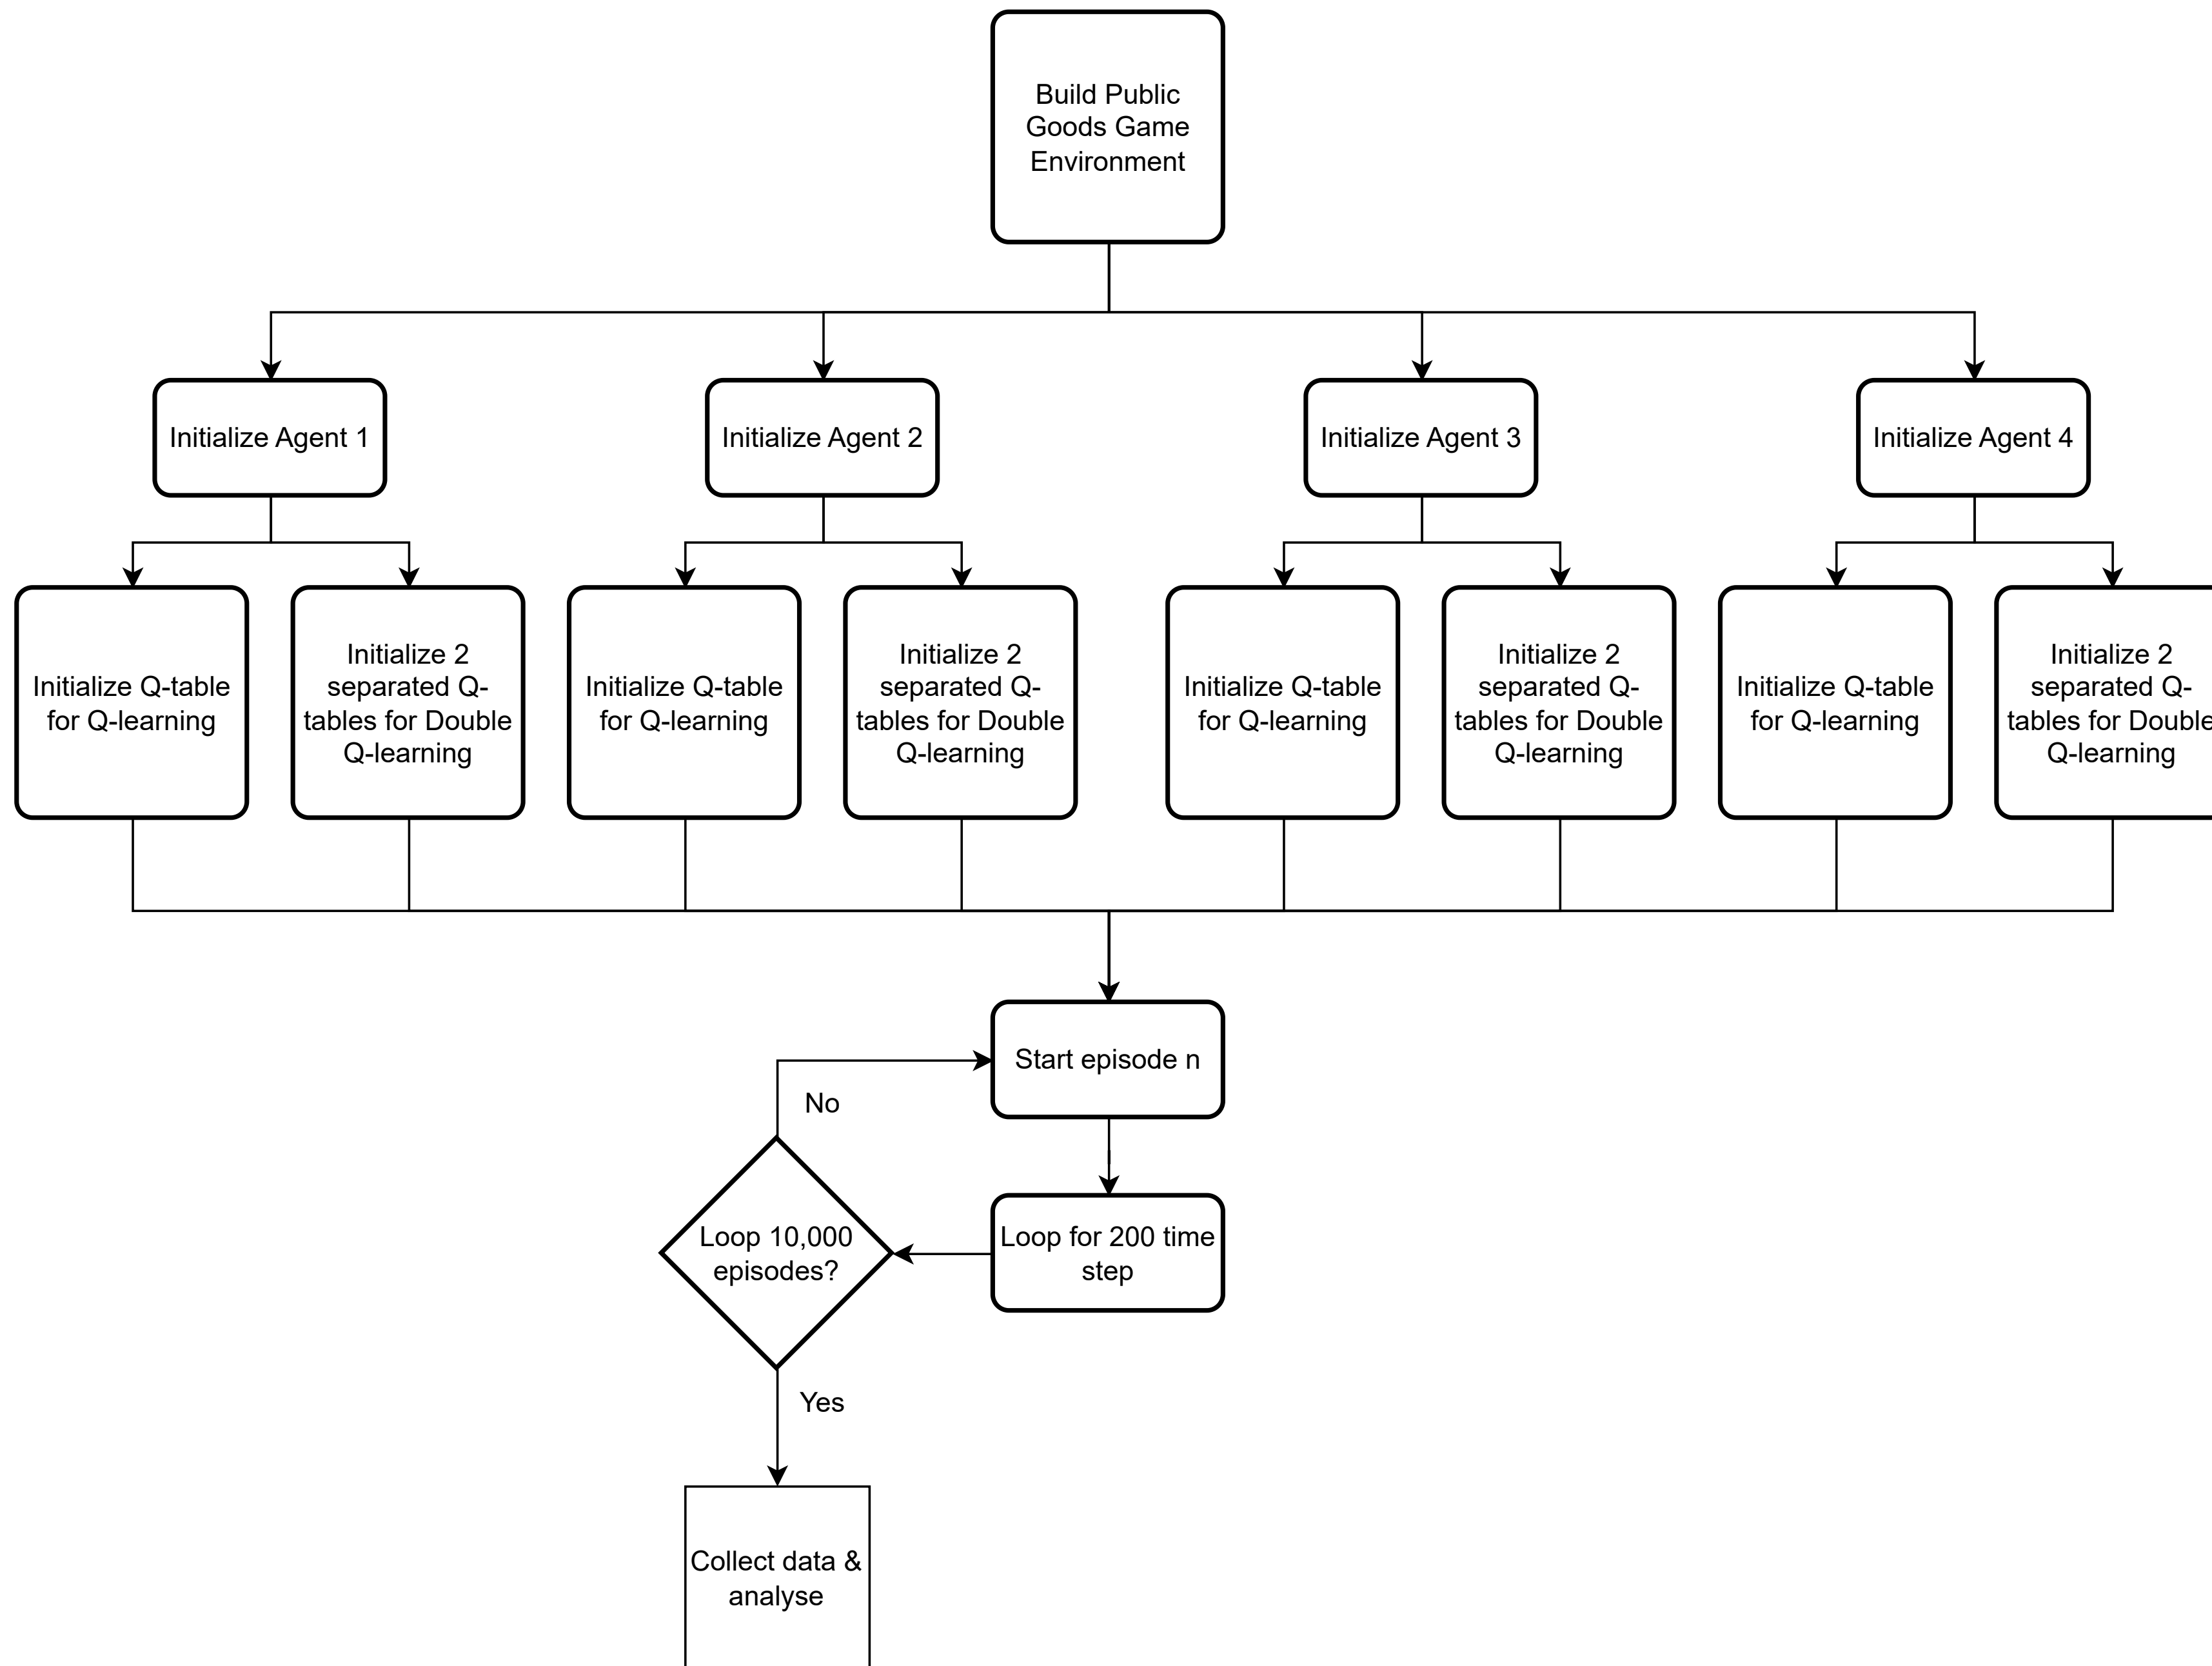 Build Public
Goods Game
Environment
Initialize Agent 1
Initialize Agent 2
Initialize Agent 3
Initialize Agent 4
Initialize Q-table
for Q-learning
Initialize 2
separated Q-
tables for Double
Q-learning
Initialize Q-table
for Q-learning
Initialize 2
separated Q-
tables for Double
Q-learning
Initialize Q-table
for Q-learning
Initialize 2
separated Q-
tables for Double
Q-learning
Initialize Q-table
for Q-learning
Initialize 2
separated Q-
tables for Double
Q-learning
Start episode n
No
Loop 10,000
episodes?
Loop for 200 time
step
Yes
Collect data &
analyse